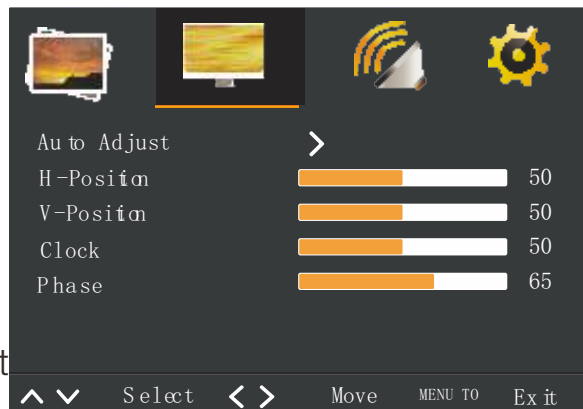 Auto Adjust
H-Position 50
V-Position 50
Clock 50
Phase 65
t
Select Move MENU TO Exit